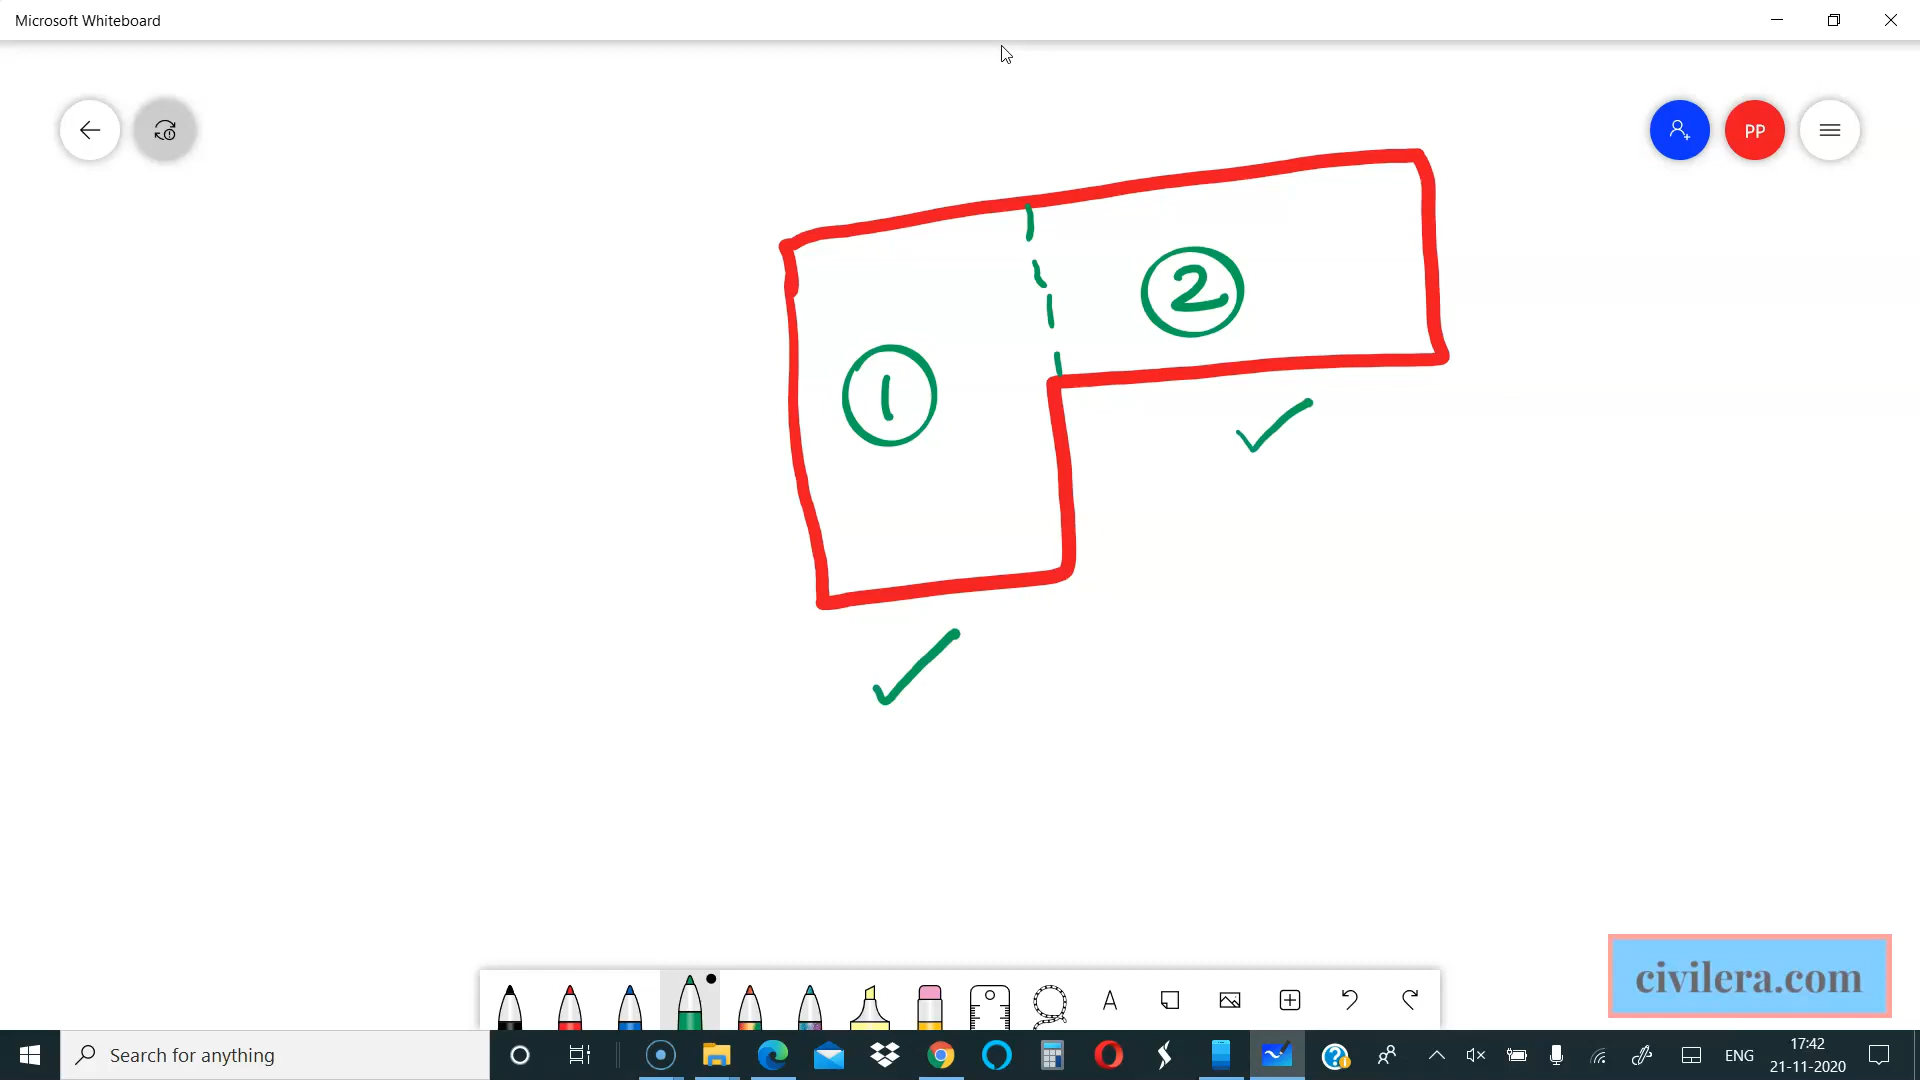 Microsoft Whiteboard
PP
2
1
civilera.com
A
Search for anything
ENG
17:42
21-11-2020